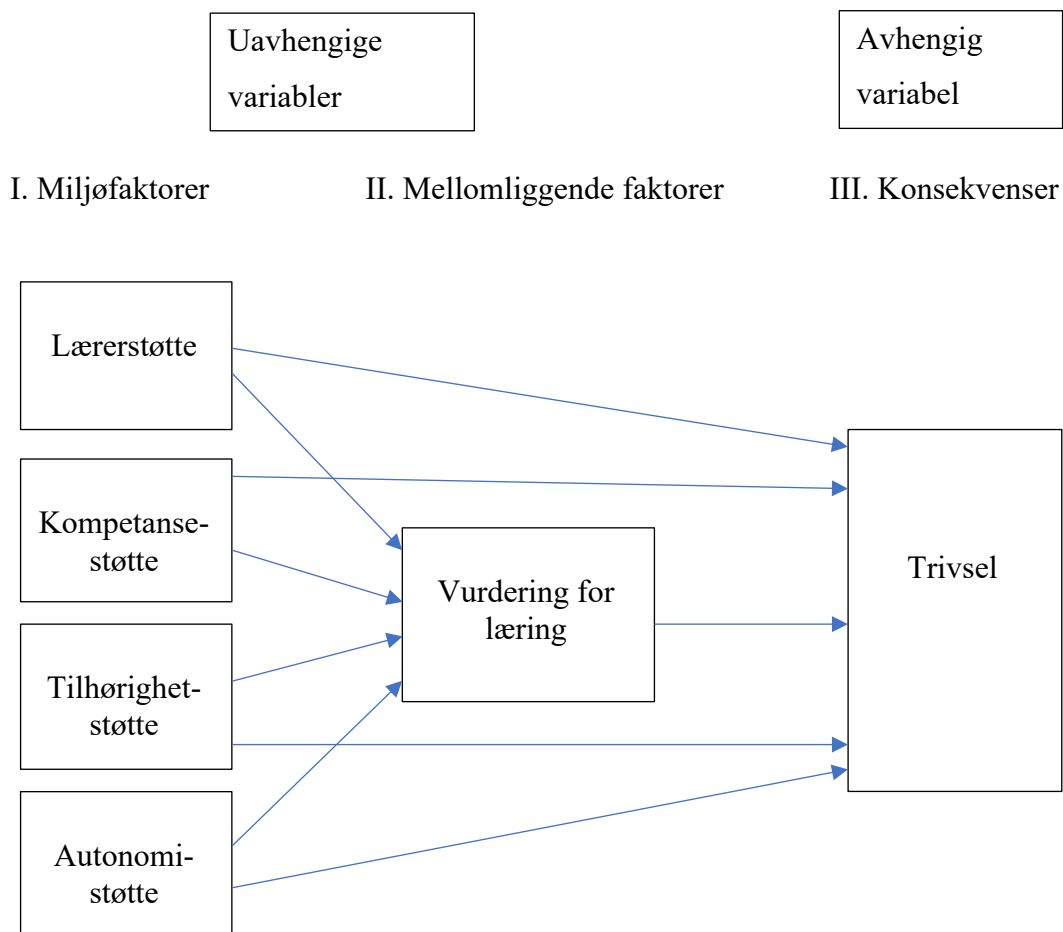 Uavhengige
variabler
Avhengig
variabel
I. Miljøfaktorer
II. Mellomliggende faktorer
III. Konsekvenser
Lærerstøtte
Kompetanse-
støtte
Tilhørighet-
støtte
Autonomi-
støtte
Vurdering for
læring
Trivsel